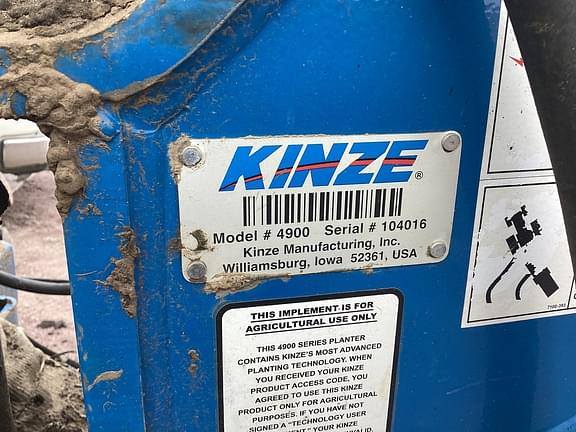 KINZE®
Model # 4900 Serial # 104016
Kinze Manufacturing, Inc.
Williamsburg, Iowa 52361, USA
THIS IMPLEMENT IS FOR
AGRICULTURAL USE ONLY
THIS 4900 SERIES PLANTER
CONTAINS KINZE'S MOST ADVANCED
PLANTING TECHNOLOGY. WHEN
YOU RECEIVED YOUR KINZE
PRODUCT ACCESS CODE, YOU
AGREED TO USE THIS KINZE
PRODUCT ONLY FOR AGRICULTURAL
PURPOSES. IF YOU HAVE NOT
SIGNED A "TECHNOLOGY USER
YOUR KINZE